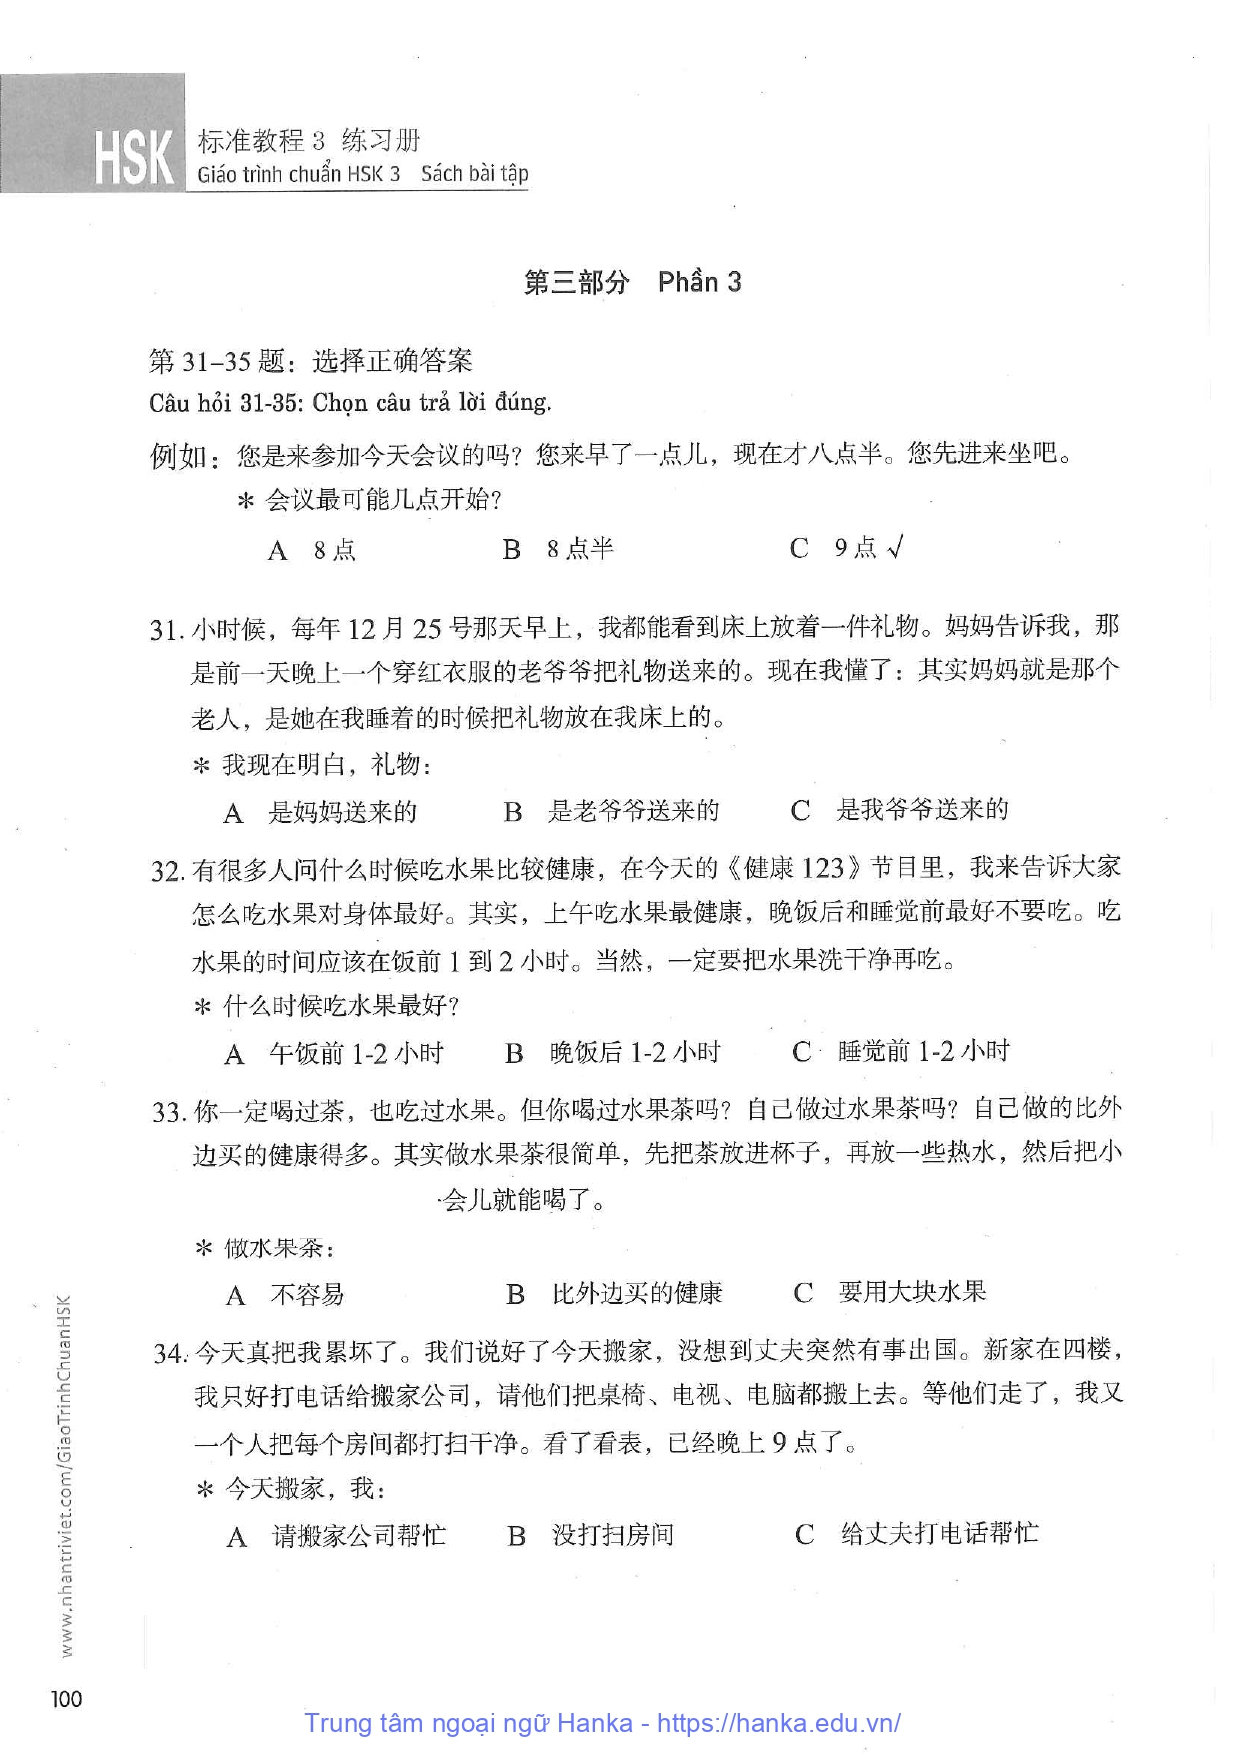 HSK
标准教程 3 练习册
Giáo trình chuẩn HSK 3 Sách bài tập
第三部分 Phần 3
第 31–35 题：选择正确答案
Câu hỏi 31-35: Chọn câu trả lời đúng.
例如：您是来参加今天会议的吗？您来早了一点儿，现在才八点半。您先进来坐吧。
＊ 会议最可能几点开始？
A 8 点 B 8 点半 C 9 点 √
31. 小时候，每年 12 月 25 号那天早上，我都能看到床上放着一件礼物。妈妈告诉我，那
是前一天晚上一个穿红衣服的老爷爷把礼物送来的。现在我懂了：其实妈妈就是那个
老人，是她在我睡着的时候把礼物放在我床上的。
＊ 我现在明白，礼物：
A 是妈妈送来的 B 是老爷爷送来的 C 是我爷爷送来的
32. 有很多人问什么时候吃水果比较健康，在今天的《健康 123》节目里，我来告诉大家
怎么吃水果对身体最好。其实，上午吃水果最健康，晚饭后和睡觉前最好不要吃。吃
水果的时间应该在饭前 1 到 2 小时。当然，一定要把水果洗干净再吃。
＊ 什么时候吃水果最好？
A 午饭前 1-2 小时 B 晚饭后 1-2 小时 C 睡觉前 1-2 小时
33. 你一定喝过茶，也吃过水果。但你喝过水果茶吗？自己做过水果茶吗？自己做的比外
边买的健康得多。其实做水果茶很简单，先把茶放进杯子，再放一些热水，然后把小
会儿就能喝了。
＊ 做水果茶：
A 不容易 B 比外边买的健康 C 要用大块水果
34. 今天真把我累坏了。我们说好了今天搬家，没想到丈夫突然有事出国。新家在四楼，
我只好打电话给搬家公司，请他们把桌椅、电视、电脑都搬上去。等他们走了，我又
一个人把每个房间都打扫干净。看了看表，已经晚上 9 点了。
＊ 今天搬家，我：
A 请搬家公司帮忙 B 没打扫房间 C 给丈夫打电话帮忙
www.nhantriviet.com/GiaoTrinhChuanHSK
100
Trung tâm ngoại ngữ Hanka - https://hanka.edu.vn/